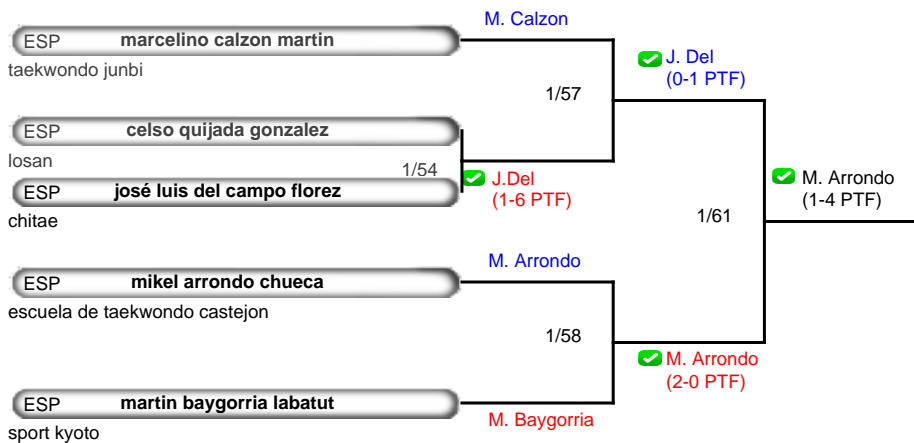 M. Calzon
ESP marcelino calzon martin
taekwondo junbi
J. Del
(0-1 PTF)
1/57
ESP celso quijada gonzalez
losan
1/54
J.Del
(1-6 PTF)
ESP josé luis del campo florez
chitae
M. Arrondo
(1-4 PTF)
1/61
M. Arrondo
ESP mikel arrondo chueca
escuela de taekwondo castejon
1/58
M. Arrondo
(2-0 PTF)
ESP martin baygorria labatut
M. Baygorria
sport kyoto